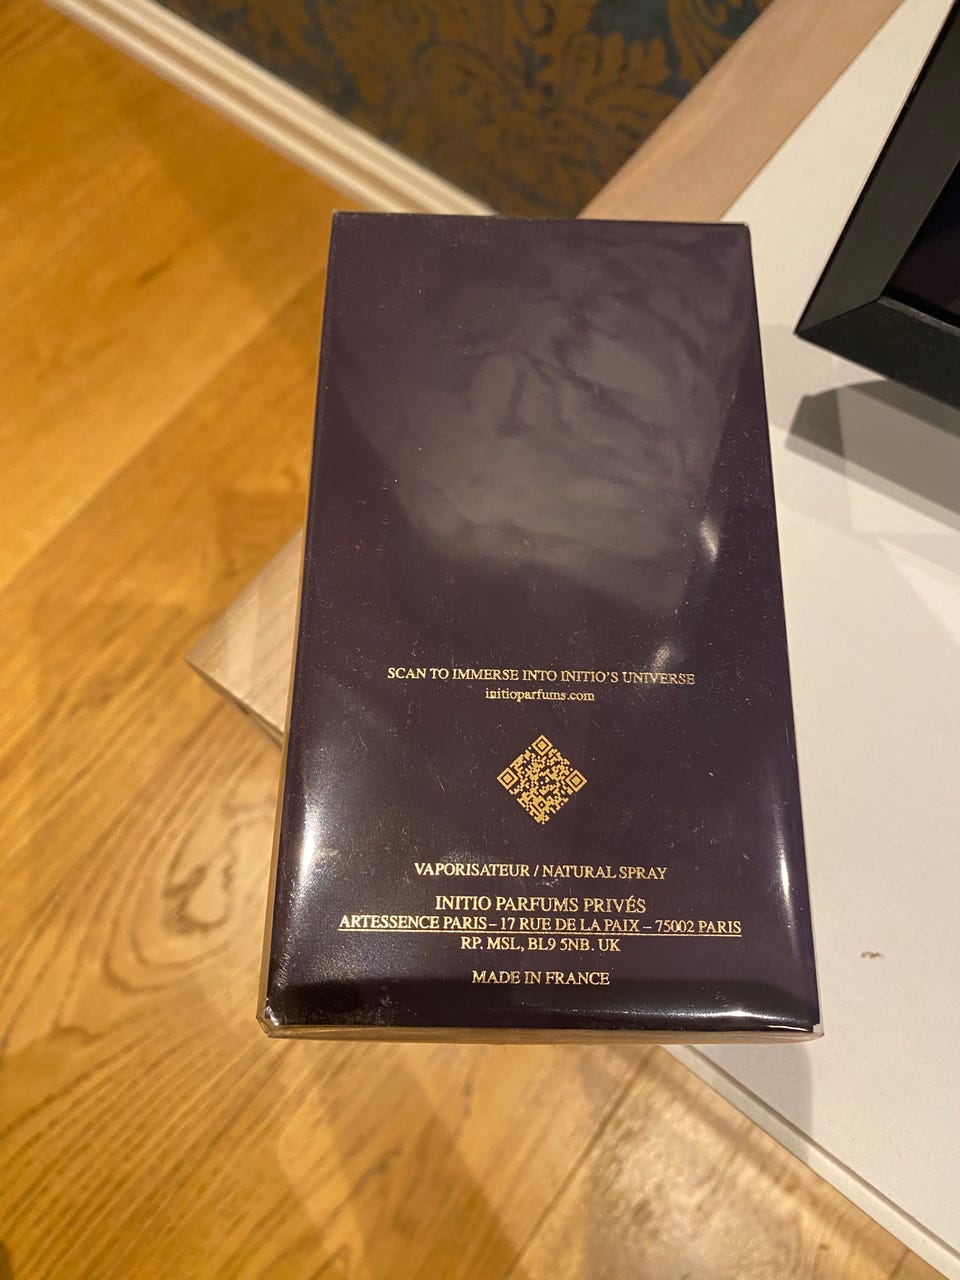 SCAN TO IMMERSE INTO INITIO'S UNIVERSE
initioparfums.com
VAPORISATEUR / NATURAL SPRAY
INITIO PARFUMS PRIVÉS
ARTESSENCE PARIS – 17 RUE DE LA PAIX – 75002 PARIS
RP. MSL, BL9 5NB. UK
MADE IN FRANCE